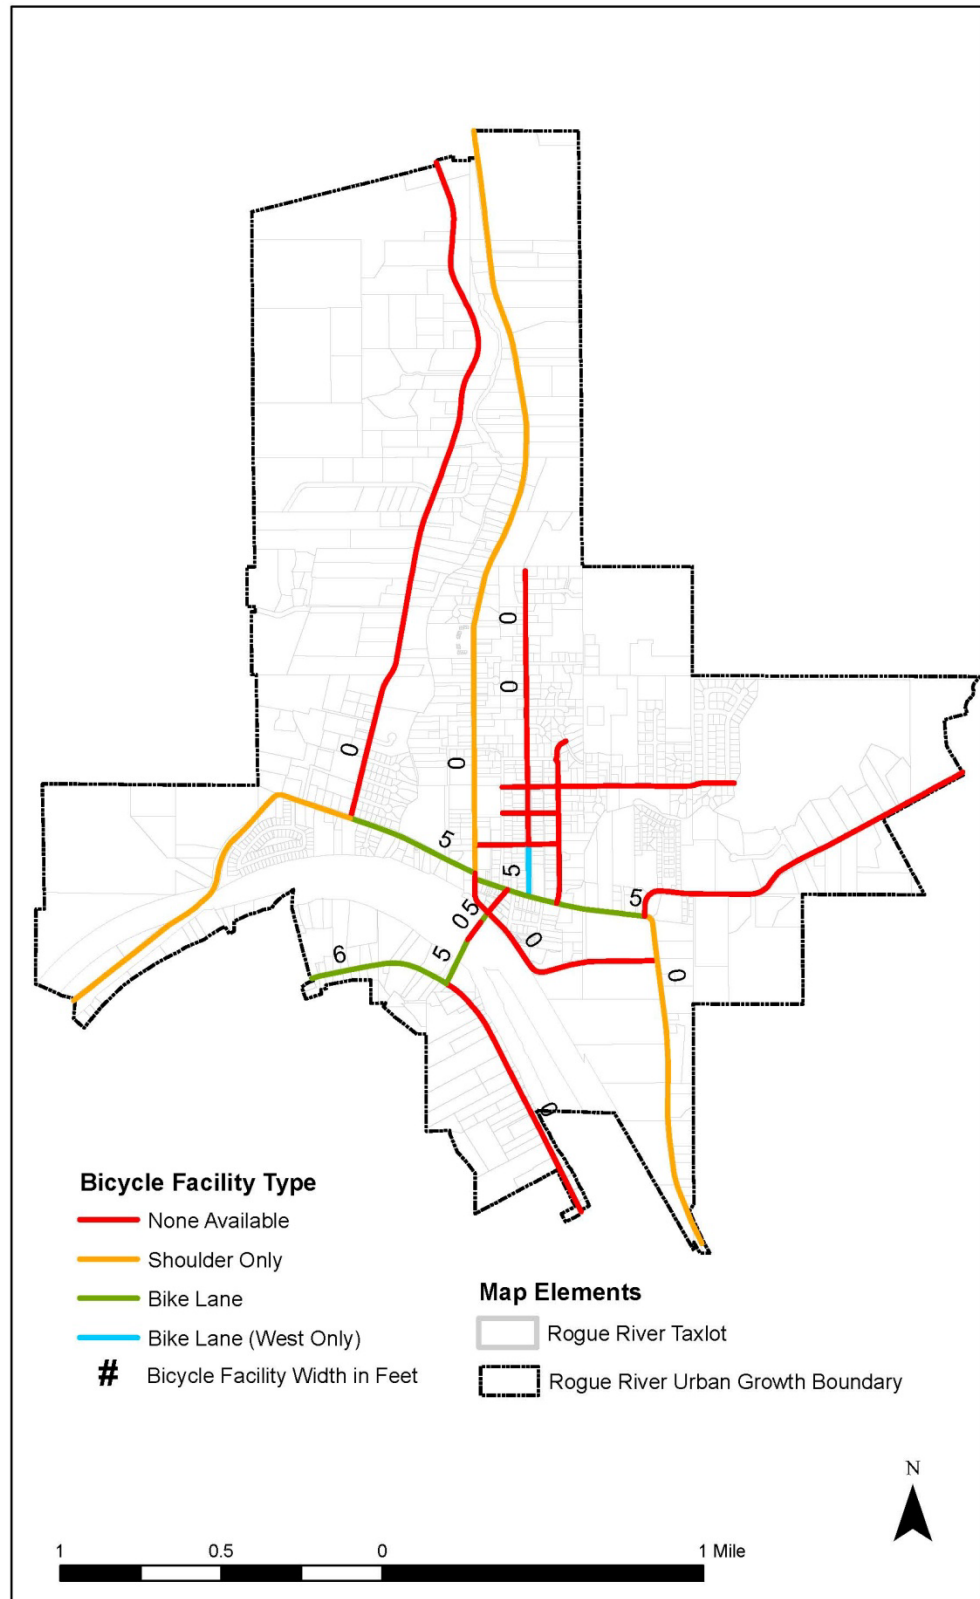 0
0
0
0
5
5
5
5
0
0
5
6
0
0
Bicycle Facility Type
None Available
Shoulder Only
Bike Lane
Bike Lane (West Only)
# Bicycle Facility Width in Feet
Map Elements
Rogue River Taxlot
Rogue River Urban Growth Boundary
N
1 0.5 0 1 Mile